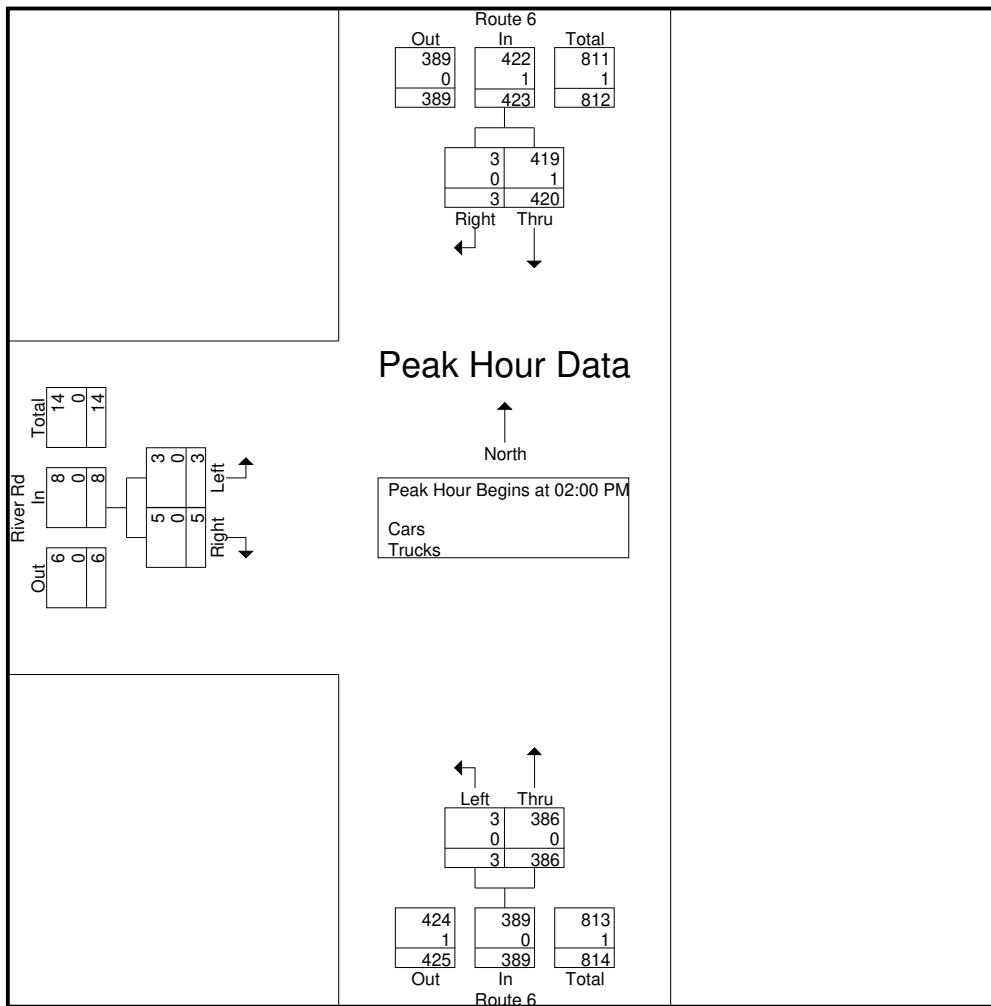 Route 6
Out In Total
389 422 811
0 1 1
389 423 812
3 419
0 1
3 420
Right Thru
Peak Hour Data
North
Peak Hour Begins at 02:00 PM
Cars
Trucks
River Rd
Out In Total
6 8 14
0 0 0
6 8 14
Right Left
5 3
0 0
5 3
Left Thru
3 386
0 0
3 386
424 389 813
1 0 1
425 389 814
Out In Total
Route 6